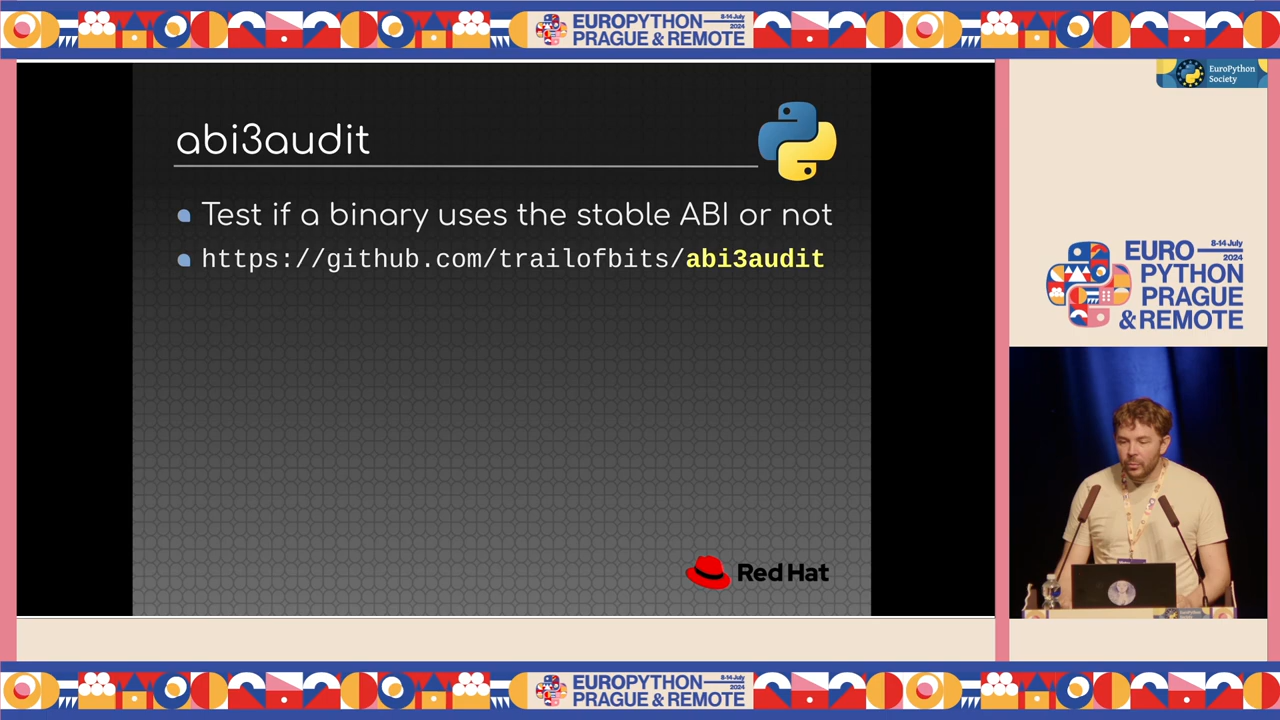 EUROPYTHON
8-14 July
2024
PRAGUE & REMOTE
EuroPython
Society
abi3audit
Test if a binary uses the stable ABI or not
https://github.com/trailofbits/abi3audit
Red Hat
EURO
8-14 July
2024
PYTHON
PRAGUE
& REMOTE
EUROPYTHON
8-14 July
2024
PRAGUE & REMOTE